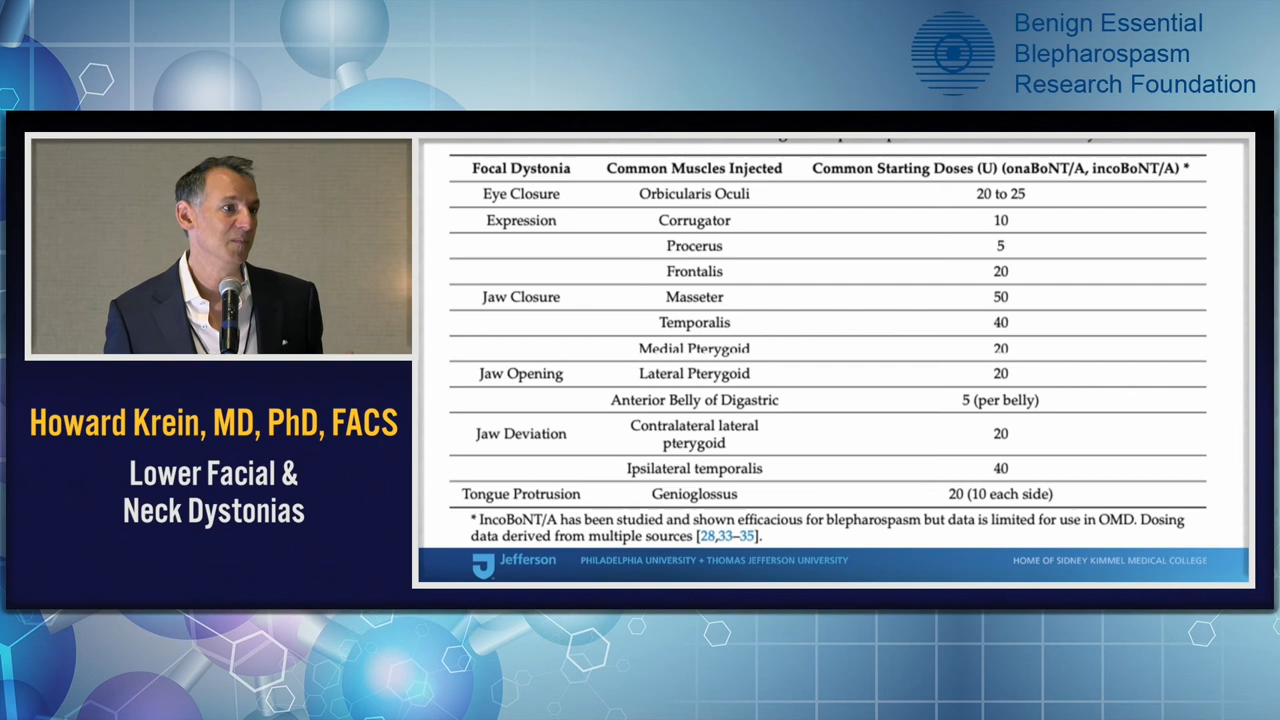 Benign Essential
Blepharospasm
Research Foundation
Focal Dystonia Common Muscles Injected Common Starting Doses (U) (onaBoNT/A, incoBoNT/A) *
Eye Closure Orbicularis Oculi 20 to 25
Expression Corrugator 10
Procerus 5
Frontalis 20
Jaw Closure Masseter 50
Temporalis 40
Medial Pterygoid 20
Jaw Opening Lateral Pterygoid 20
Anterior Belly of Digastric 5 (per belly)
Jaw Deviation Contralateral lateral
pterygoid 20
Ipsilateral temporalis 40
Tongue Protrusion Genioglossus 20 (10 each side)
* IncoBoNT/A has been studied and shown efficacious for blepharospasm but data is limited for use in OMD. Dosing
data derived from multiple sources [28,33–35].
Jefferson PHILADELPHIA UNIVERSITY + THOMAS JEFFERSON UNIVERSITY HOME OF SIDNEY KIMMEL MEDICAL COLLEGE
Howard Krein, MD, PhD, FACS
Lower Facial &
Neck Dystonias